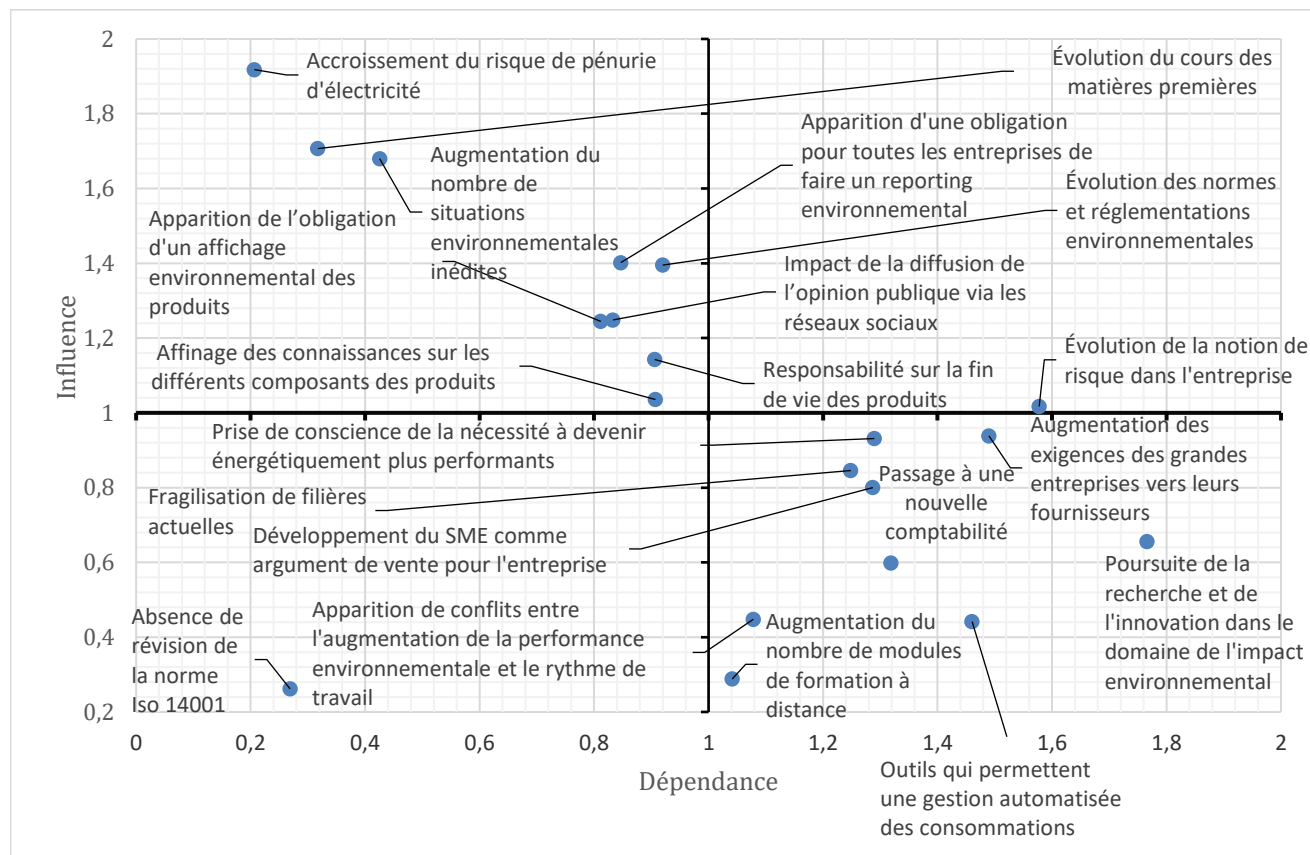 2
1,8
1,6
1,4
1,2
1
0,8
0,6
0,4
0,2
Influence
Accroissement du risque de pénurie
d'électricité
Évolution du cours des
matières premières
Augmentation du
nombre de
situations
environnementales
inédites
Apparition d'une obligation
pour toutes les entreprises de
faire un reporting
environnemental
Évolution des normes
et réglementations
environnementales
Apparition de l’obligation
d'un affichage
environnemental des
produits
Impact de la diffusion de
l’opinion publique via les
réseaux sociaux
Affinage des connaissances sur les
différents composants des produits
Responsabilité sur la fin
de vie des produits
Évolution de la notion de
risque dans l'entreprise
Prise de conscience de la nécessité à devenir
énergétiquement plus performants
Augmentation des
exigences des grandes
entreprises vers leurs
fournisseurs
Fragilisation de filières
actuelles
Passage à une
nouvelle
comptabilité
Développement du SME comme
argument de vente pour l'entreprise
Poursuite de la
recherche et de
l'innovation dans le
domaine de l'impact
environnemental
Absence de
révision de
la norme
Iso 14001
Apparition de conflits entre
l'augmentation de la performance
environnementale et le rythme de
travail
Augmentation du
nombre de modules
de formation à
distance
0
0,2
0,4
0,6
0,8
1
1,2
1,4
1,6
1,8
2
Dépendance
Outils qui permettent
une gestion automatisée
des consommations